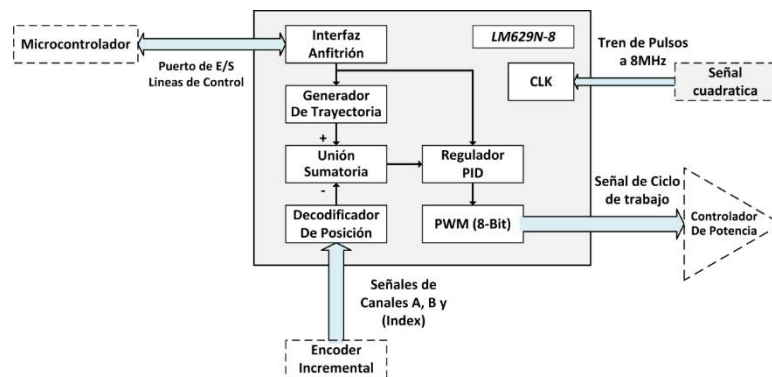 Microcontrolador
Puerto de E/S
Lineas de Control
Interfaz
Anfitrión
LM629N-8
CLK
Tren de Pulsos
a 8MHz
Señal
cuadratica
Generador
De Trayectoria
+
Unión
Sumatoria
-
Regulador
PID
Decodificador
De Posición
PWM (8-Bit)
Señal de Ciclo
de trabajo
Controlador
De Potencia
Señales de
Canales A, B y
(Index)
Encoder
Incremental